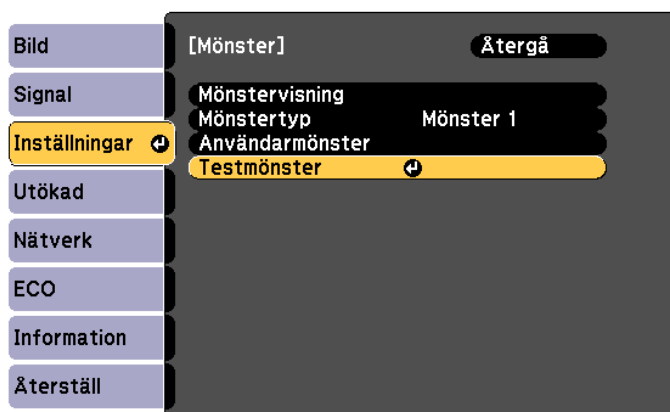 Bild
Signal
Inställningar
Utökad
Nätverk
ECO
Information
Återställ
[Mönster] Återgå
Mönstervisning
Mönstertyp Mönster 1
Användarmönster
Testmönster